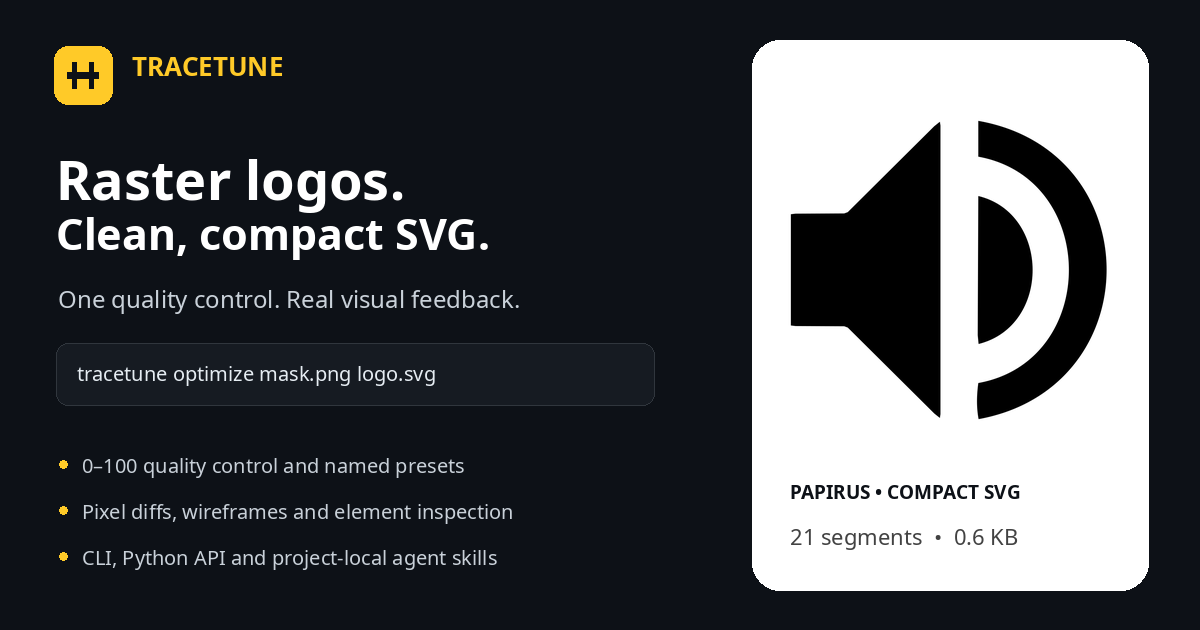 TRACETUNE
Raster logos.
Clean, compact SVG.
One quality control. Real visual feedback.
tracetune optimize mask.png logo.svg
• 0–100 quality control and named presets
• Pixel diffs, wireframes and element inspection
• CLI, Python API and project-local agent skills
PAPIRUS • COMPACT SVG
21 segments • 0.6 KB